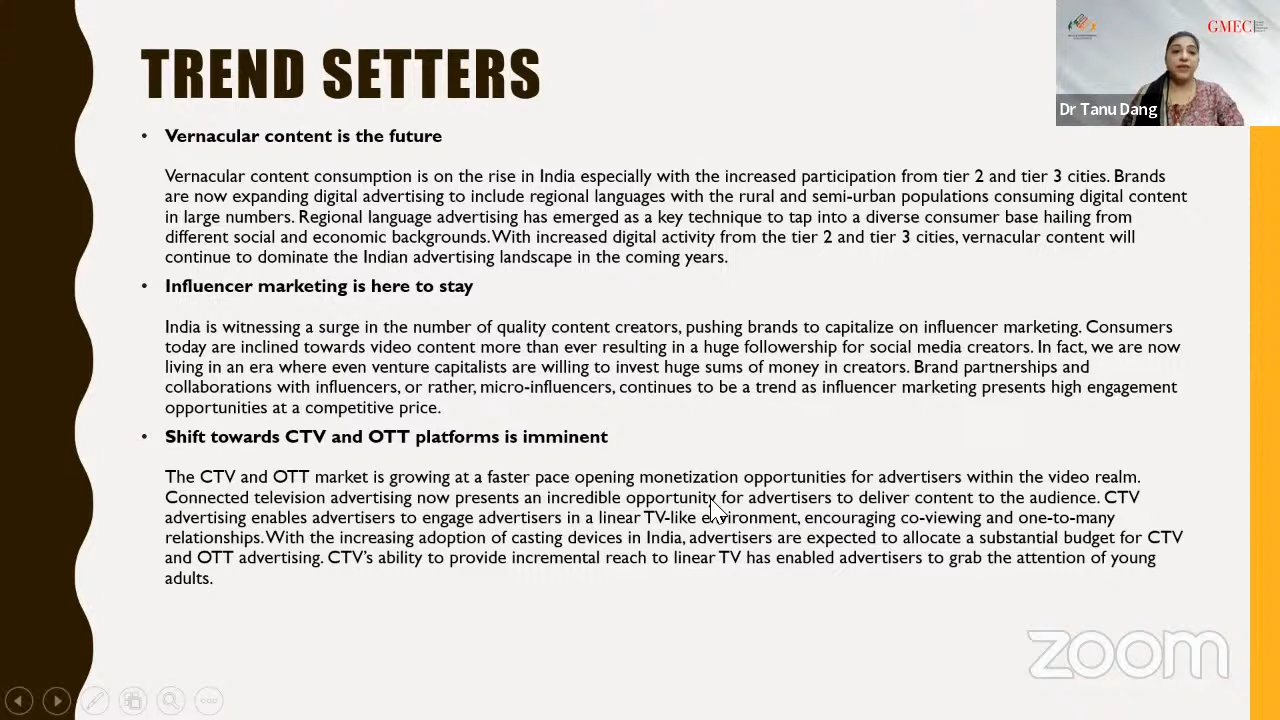 TREND SETTERS
GMEC
Dr Tanu Dang
• Vernacular content is the future
Vernacular content consumption is on the rise in India especially with the increased participation from tier 2 and tier 3 cities. Brands
are now expanding digital advertising to include regional languages with the rural and semi-urban populations consuming digital content
in large numbers. Regional language advertising has emerged as a key technique to tap into a diverse consumer base hailing from
different social and economic backgrounds. With increased digital activity from the tier 2 and tier 3 cities, vernacular content will
continue to dominate the Indian advertising landscape in the coming years.
• Influencer marketing is here to stay
India is witnessing a surge in the number of quality content creators, pushing brands to capitalize on influencer marketing. Consumers
today are inclined towards video content more than ever resulting in a huge followership for social media creators. In fact, we are now
living in an era where even venture capitalists are willing to invest huge sums of money in creators. Brand partnerships and
collaborations with influencers, or rather, micro-influencers, continues to be a trend as influencer marketing presents high engagement
opportunities at a competitive price.
• Shift towards CTV and OTT platforms is imminent
The CTV and OTT market is growing at a faster pace opening monetization opportunities for advertisers within the video realm.
Connected television advertising now presents an incredible opportunity for advertisers to deliver content to the audience. CTV
advertising enables advertisers to engage advertisers in a linear TV-like environment, encouraging co-viewing and one-to-many
relationships. With the increasing adoption of casting devices in India, advertisers are expected to allocate a substantial budget for CTV
and OTT advertising. CTV's ability to provide incremental reach to linear TV has enabled advertisers to grab the attention of young
adults.
zoom